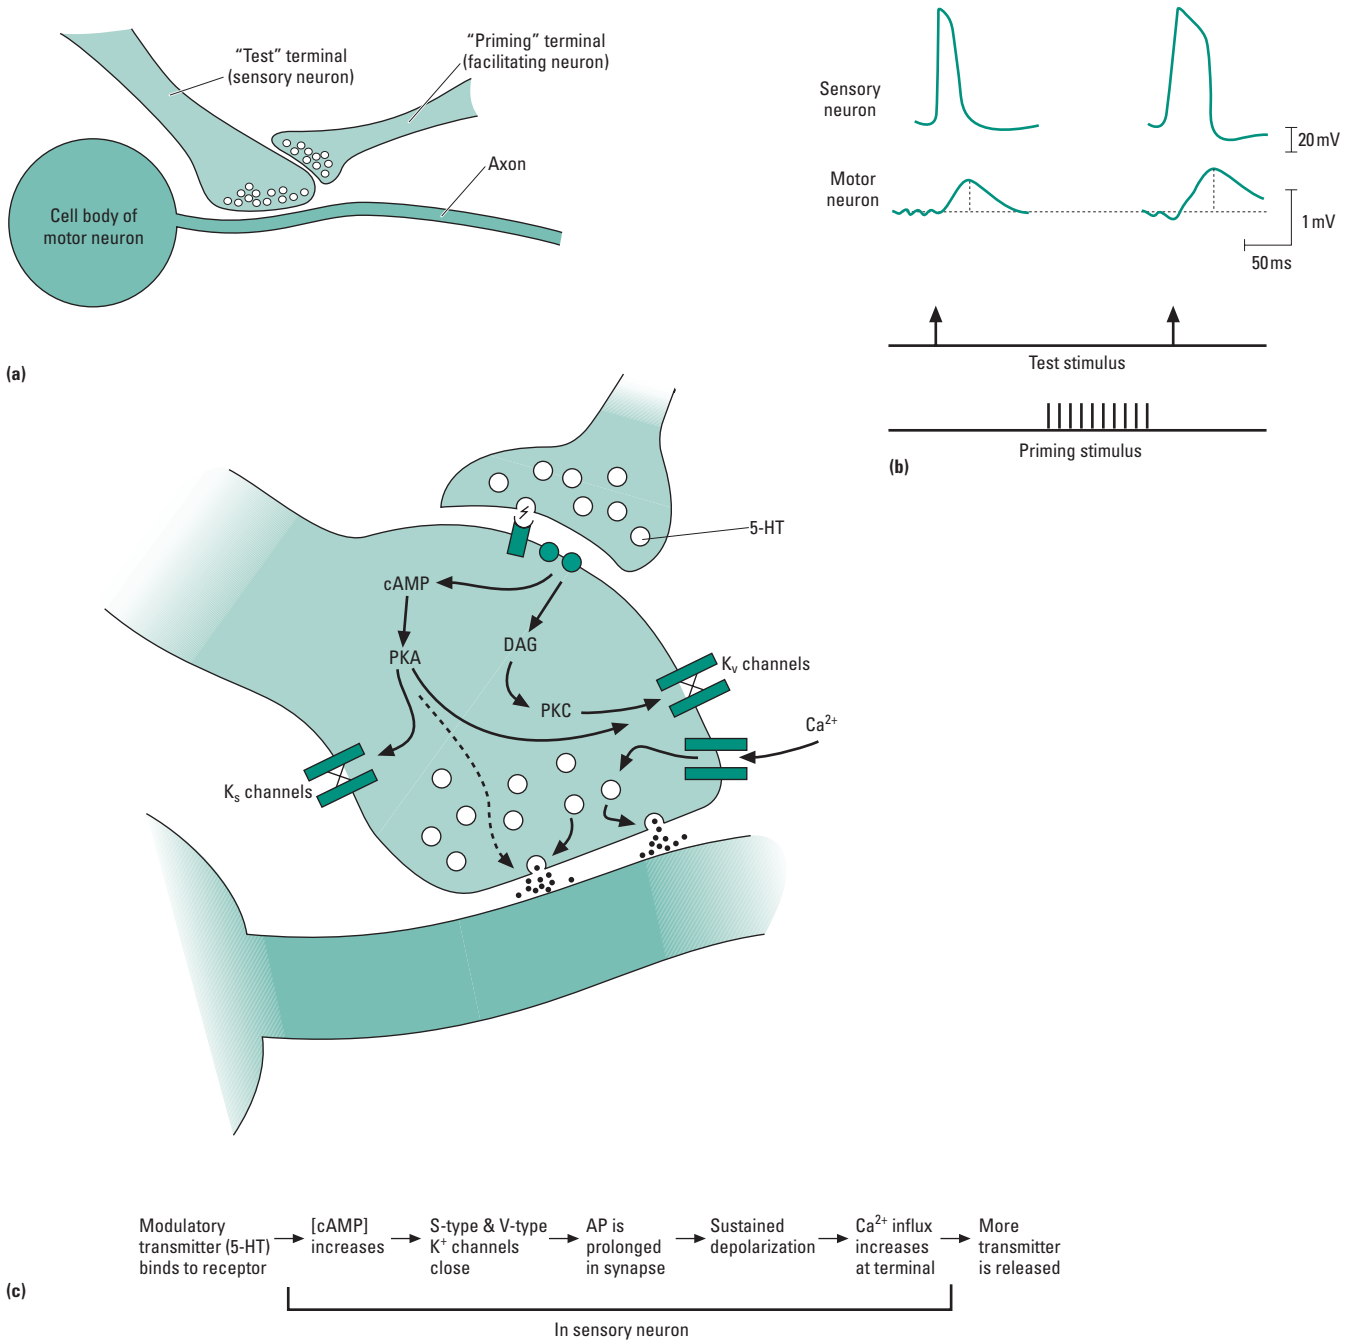 “Test” terminal
(sensory neuron)
“Priming” terminal
(facilitating neuron)
Axon
Cell body of
motor neuron
(a)
Sensory
neuron
20 mV
Motor
neuron
1 mV
50 ms
Test stimulus
Priming stimulus
(b)
5-HT
cAMP
PKA
DAG
PKC
Kv channels
Ca2+
Ks channels
Modulatory
transmitter (5-HT)
binds to receptor
[cAMP]
increases
S-type & V-type
K+ channels
close
AP is
prolonged
in synapse
Sustained
depolarization
Ca2+ influx
increases
at terminal
More
transmitter
is released
(c)
In sensory neuron